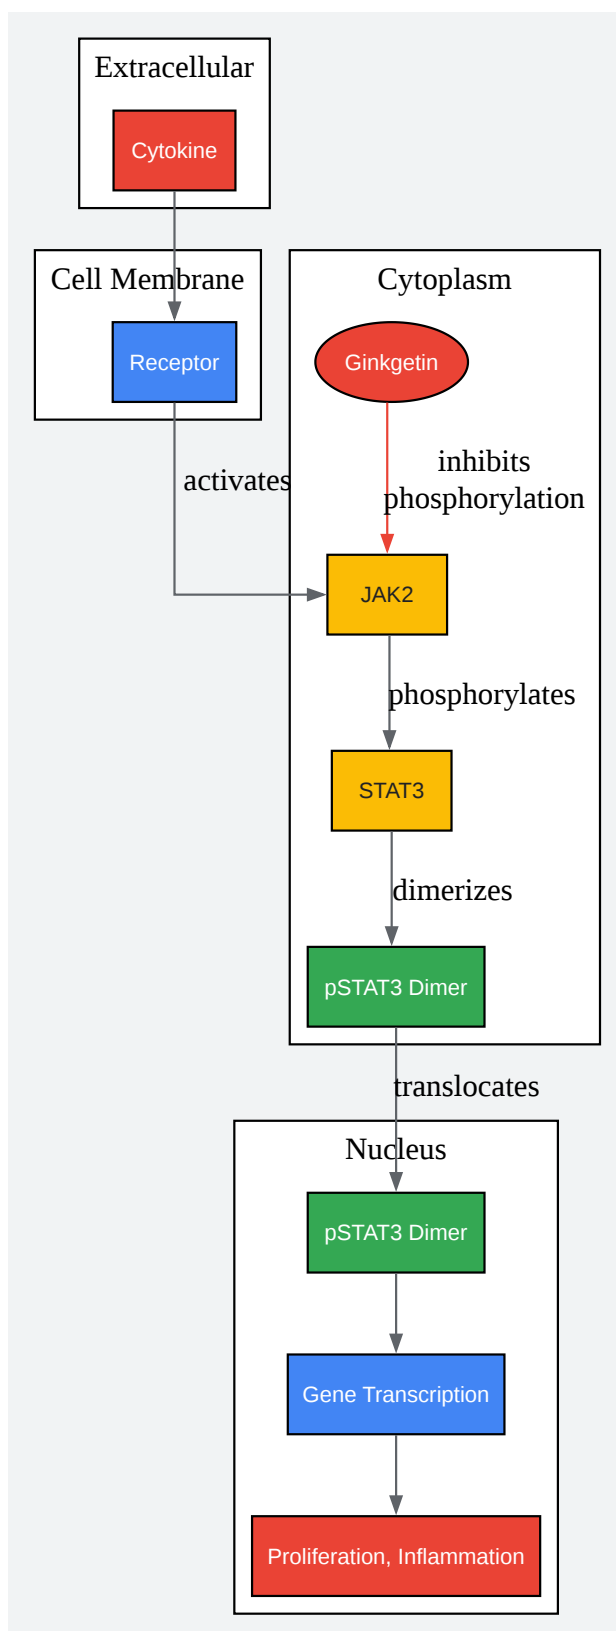 Extracellular
Cytokine
Cell Membrane
Receptor
Cytoplasm
Ginkgetin
activates
inhibits
phosphorylation
JAK2
phosphorylates
STAT3
dimerizes
pSTAT3 Dimer
translocates
Nucleus
pSTAT3 Dimer
Gene Transcription
Proliferation, Inflammation